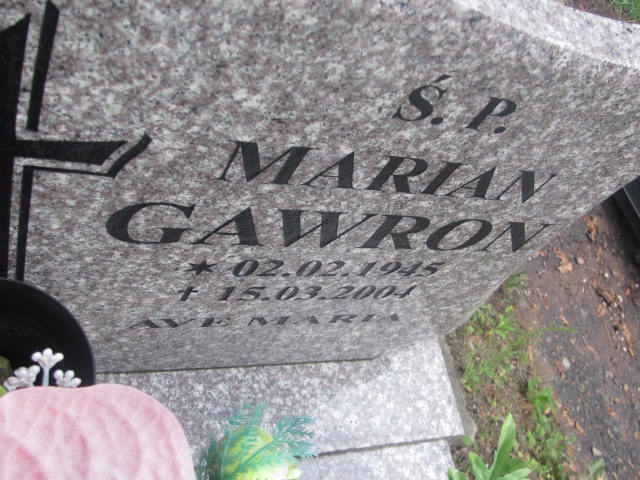 Ś. P.
MARIAN
GAWRON
* 02.02.1945
† 15.03.2004
AVE MARIA